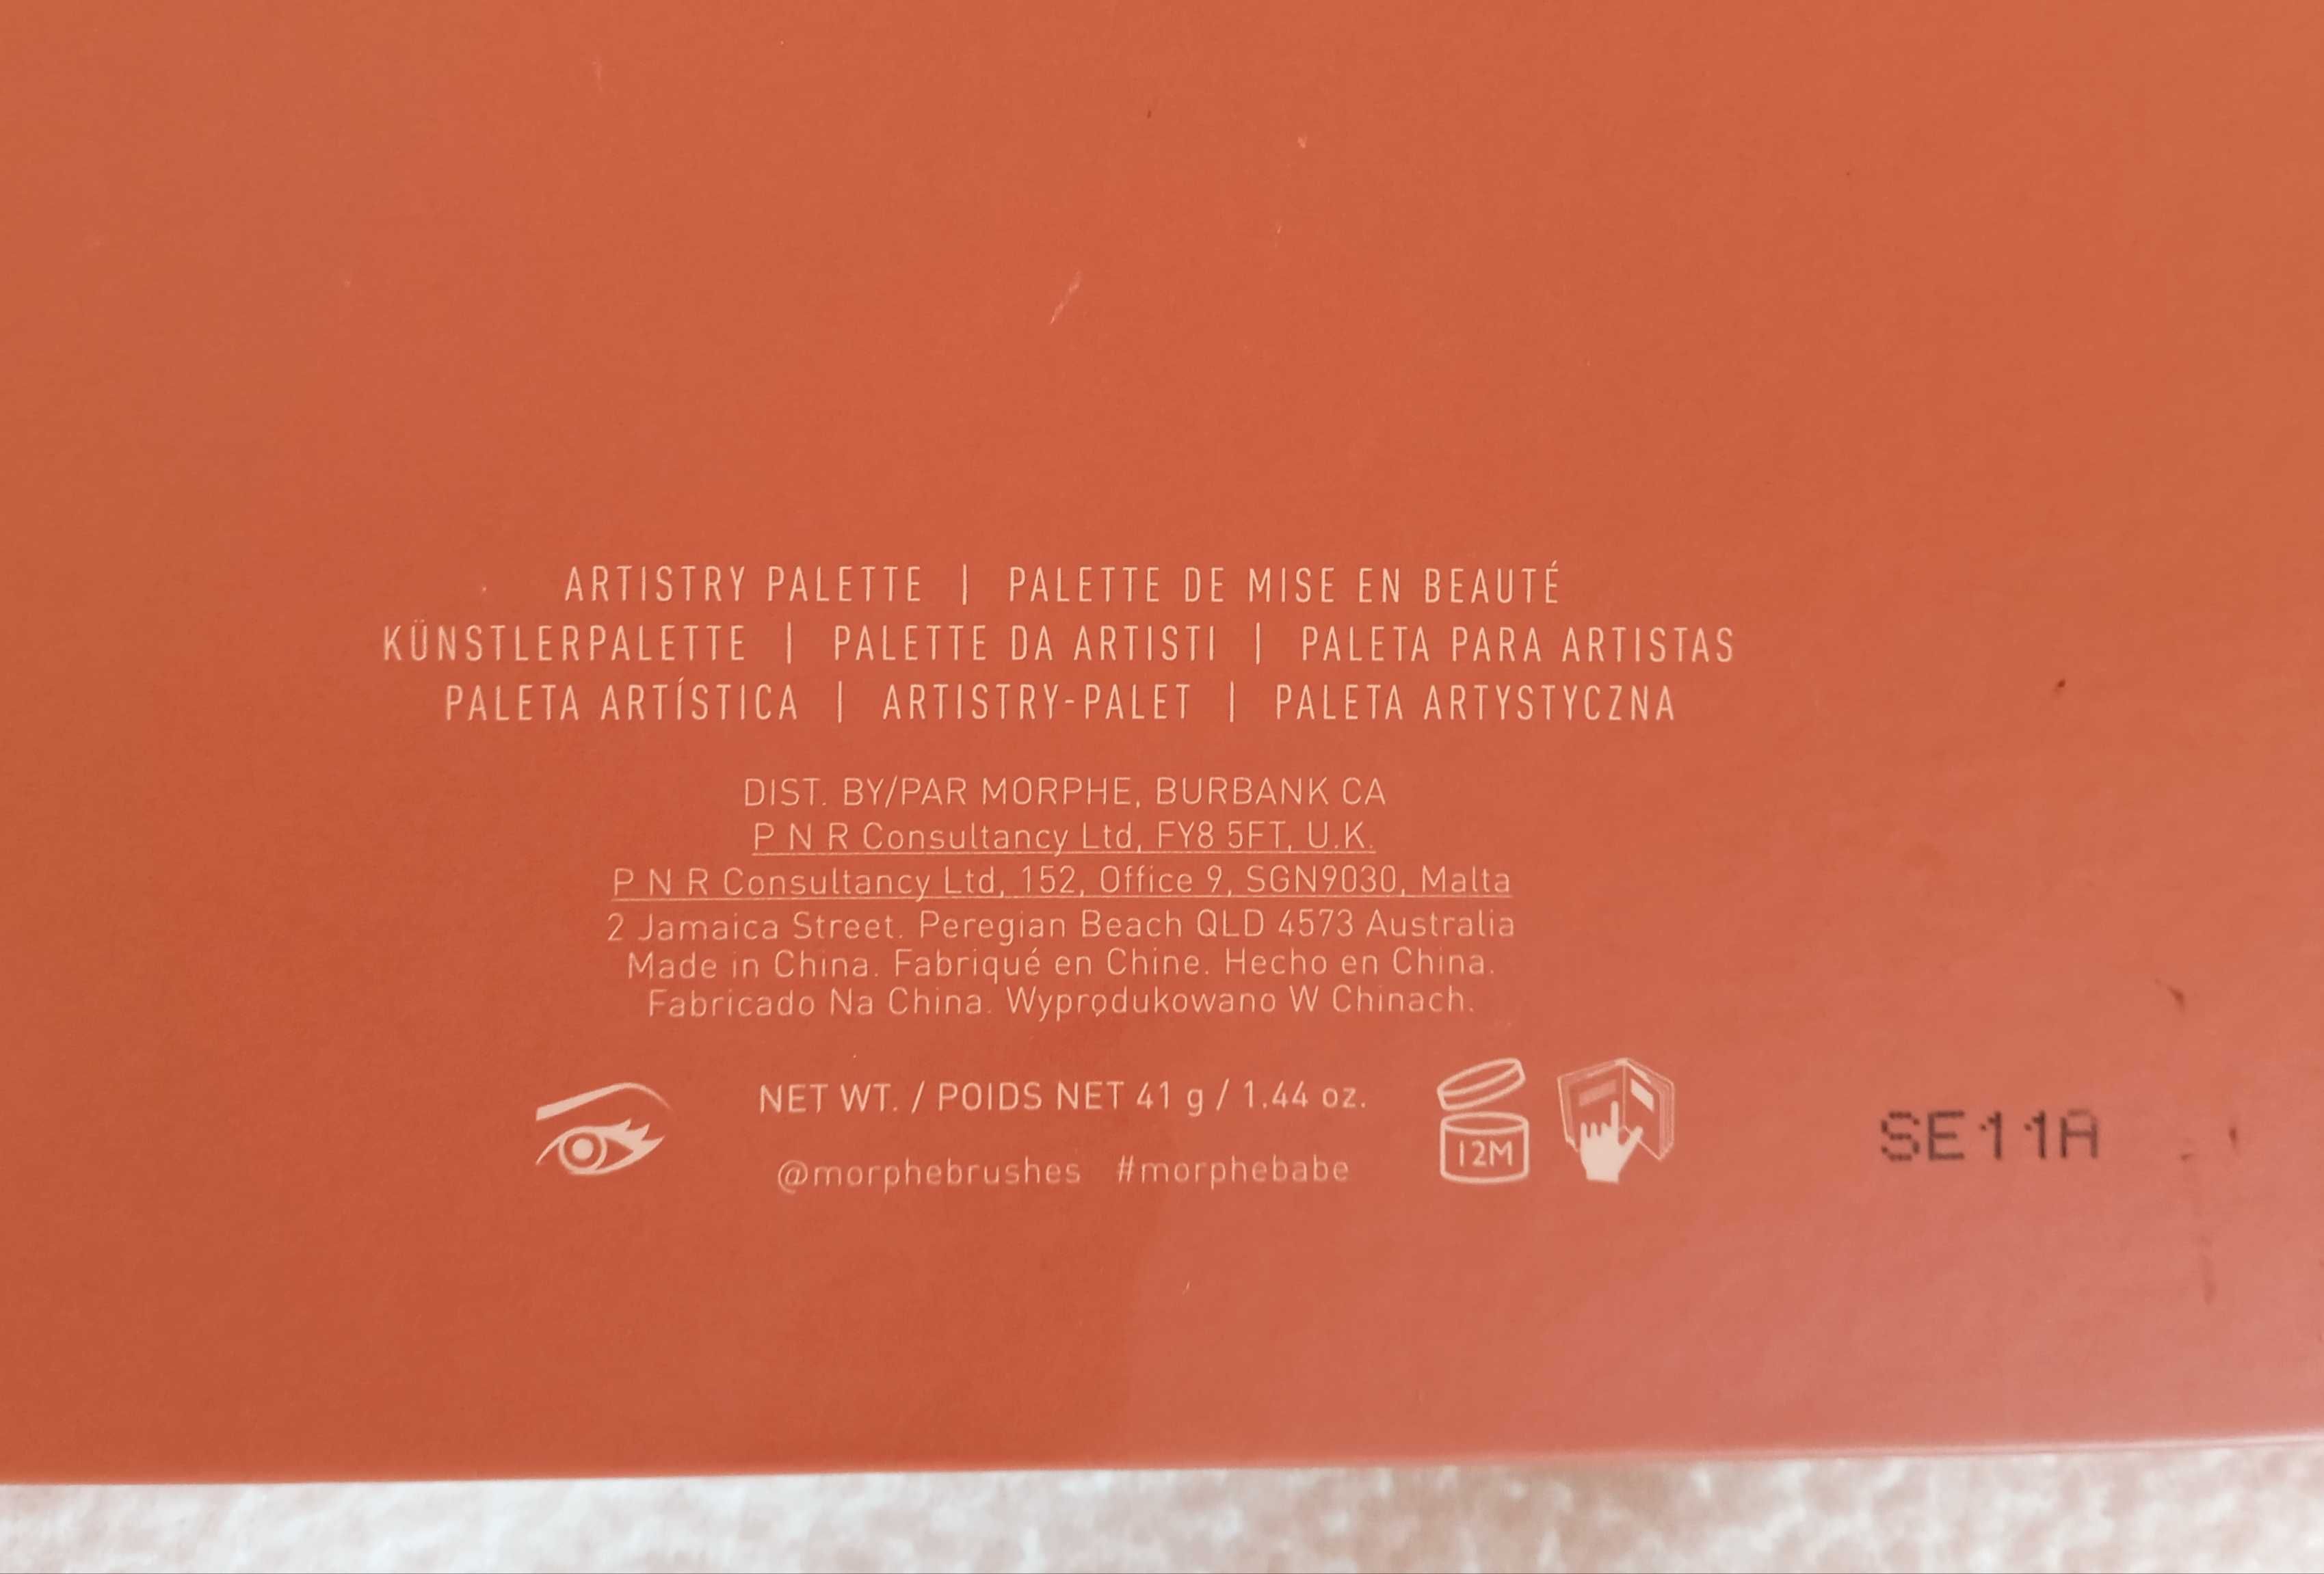 ARTISTRY PALETTE | PALETTE DE MISE EN BEAUTÉ
KÜNSTLERPALETTE | PALETTE DA ARTISTI | PALETA PARA ARTISTAS
PALETA ARTÍSTICA | ARTISTRY-PALET | PALETA ARTYSTYCZNA
DIST. BY/PAR MORPHE, BURBANK CA
P N R Consultancy Ltd, FY8 5FT, U.K.
P N R Consultancy Ltd, 152, Office 9, SGN9030, Malta
2 Jamaica Street. Peregian Beach QLD 4573 Australia
Made in China. Fabriqué en Chine. Hecho en China.
Fabricado Na China. Wyprodukowano W Chinach.
NET WT. / POIDS NET 41 g / 1.44 oz.
@morphebrushes #morphebabe
12M
SE11A